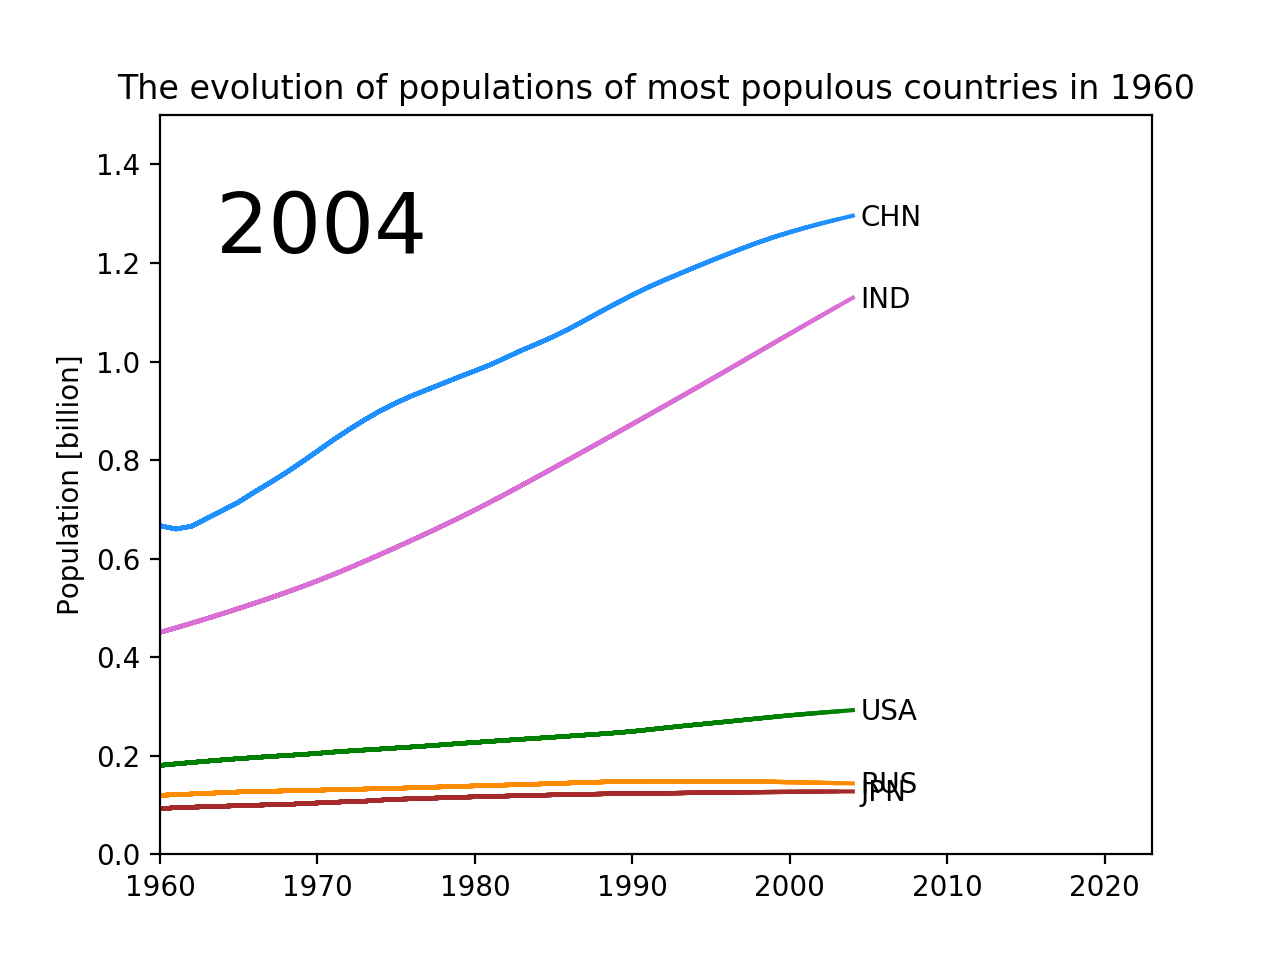 The evolution of populations of most populous countries in 1960
1.4
2004
CHN
1.2
IND
1.0
Population [billion]
0.8
0.6
0.4
USA
0.2
RUS
JPN
0.0
1960 1970 1980 1990 2000 2010 2020